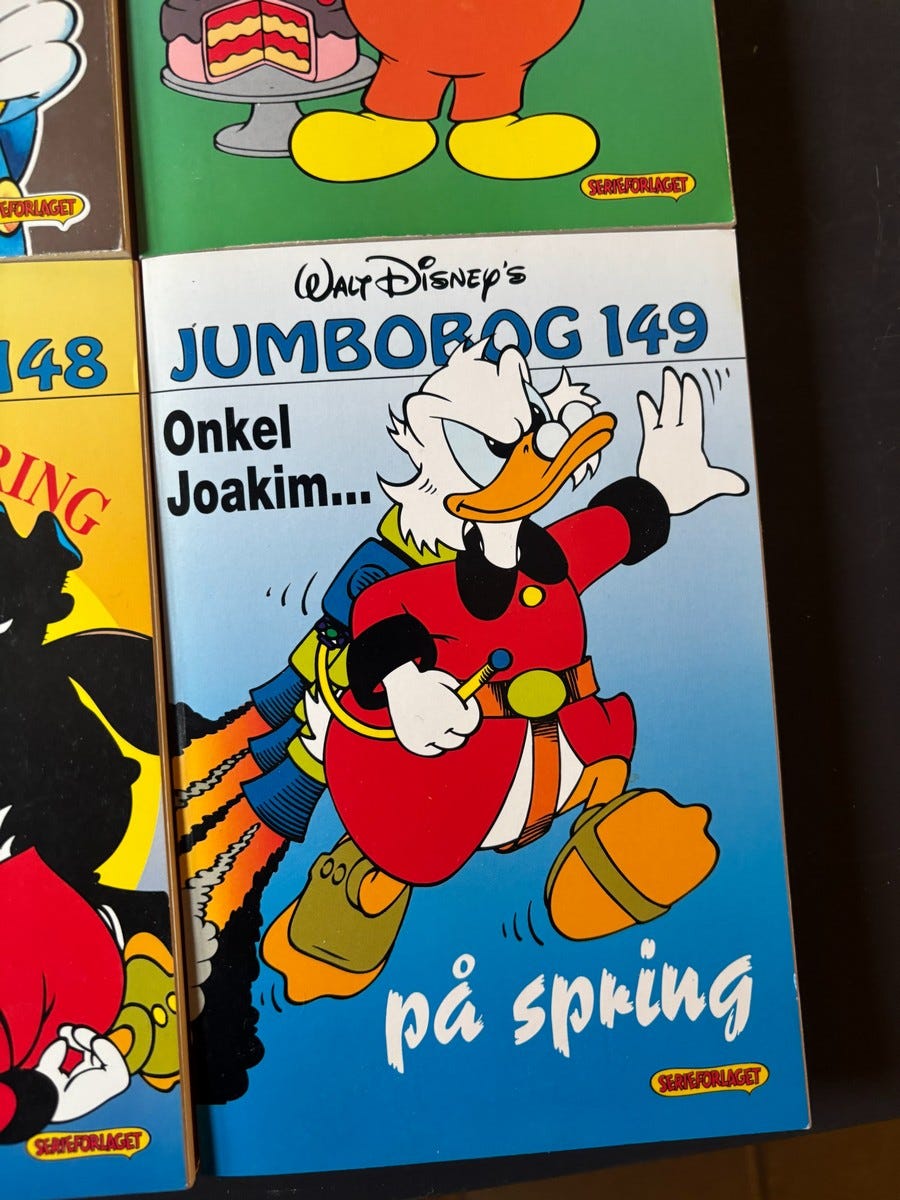 SERIEFORLAGET
SERIEFORLAGET
148
RING
SERIEFORLAGET
WALT DISNEY'S
JUMBOBOG 149
Onkel
Joakim...
på spring
SERIEFORLAGET